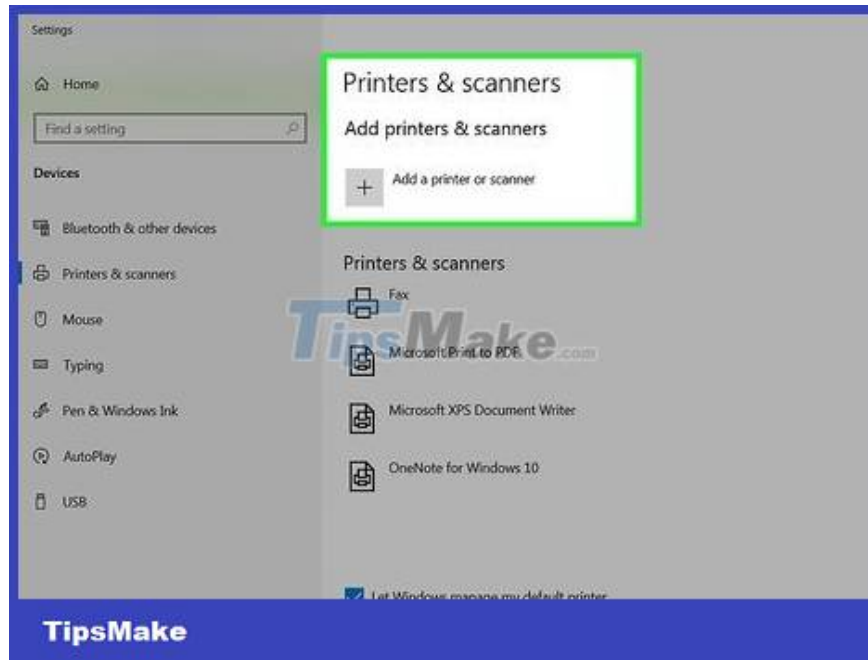 Settings
Home
Find a setting
Devices
Bluetooth & other devices
Printers & scanners
Mouse
Typing
Pen & Windows Ink
AutoPlay
USB
Printers & scanners
Add printers & scanners
Add a printer or scanner
Printers & scanners
Fax
Microsoft Print to PDF
Microsoft XPS Document Writer
OneNote for Windows 10
Let Windows manage my default printer
TipsMake.com
TipsMake